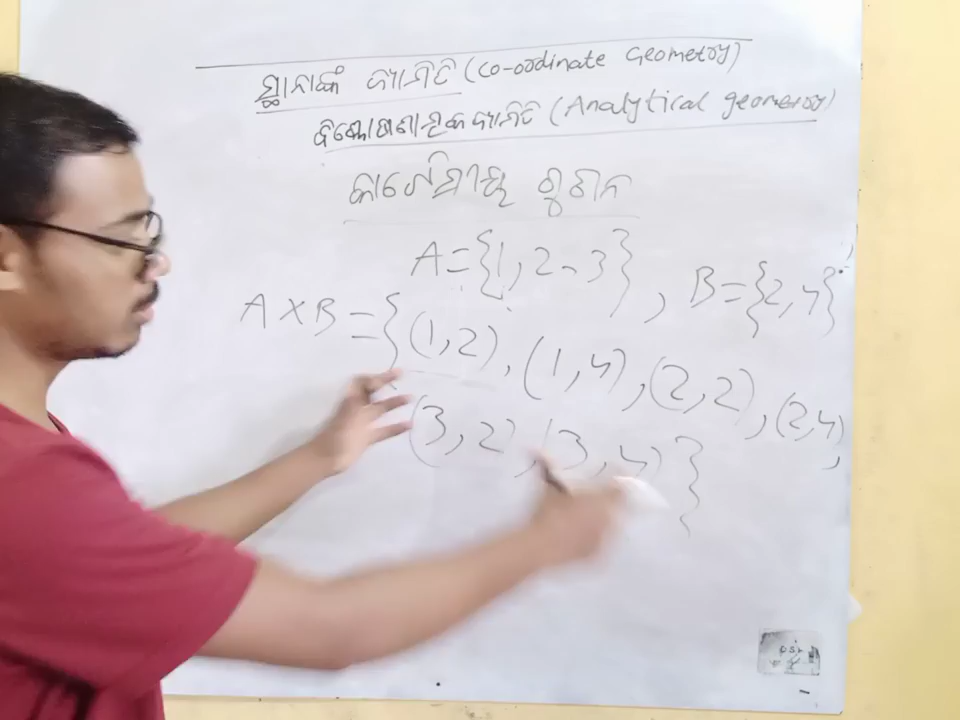 ସ୍ଥାନାଙ୍କ ଜ୍ୟାମିତି (co-ordinate Geometry)
ବିଶ୍ଳେଷଣାତ୍ମକ ଜ୍ୟାମିତି (Analytical geometry)
କାର୍ତେଜୀୟ ଗୁଣନ
A={1,2-3}, B={2,4}
A×B={(1,2),(1,4),(2,2),(2,4),
(3,2),(3,4)}